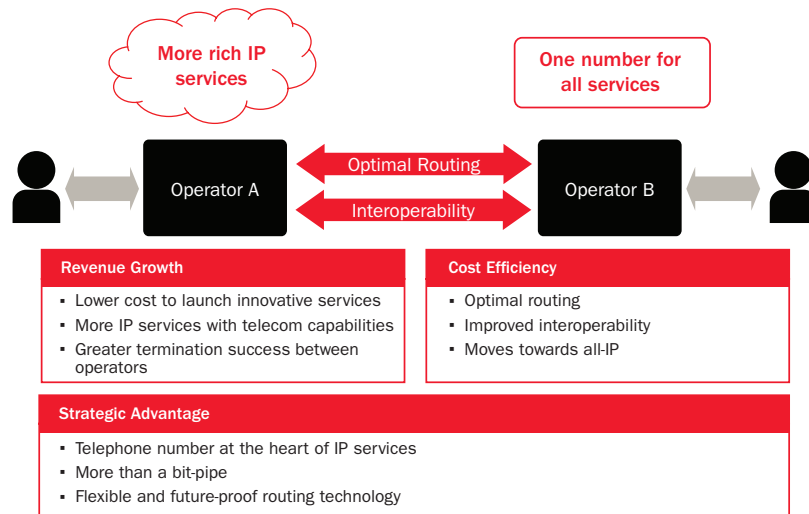 More rich IP
services
One number for
all services
Operator A
Optimal Routing
Interoperability
Operator B
Revenue Growth
▪ Lower cost to launch innovative services
▪ More IP services with telecom capabilities
▪ Greater termination success between
operators
Cost Efficiency
▪ Optimal routing
▪ Improved interoperability
▪ Moves towards all-IP
Strategic Advantage
▪ Telephone number at the heart of IP services
▪ More than a bit-pipe
▪ Flexible and future-proof routing technology